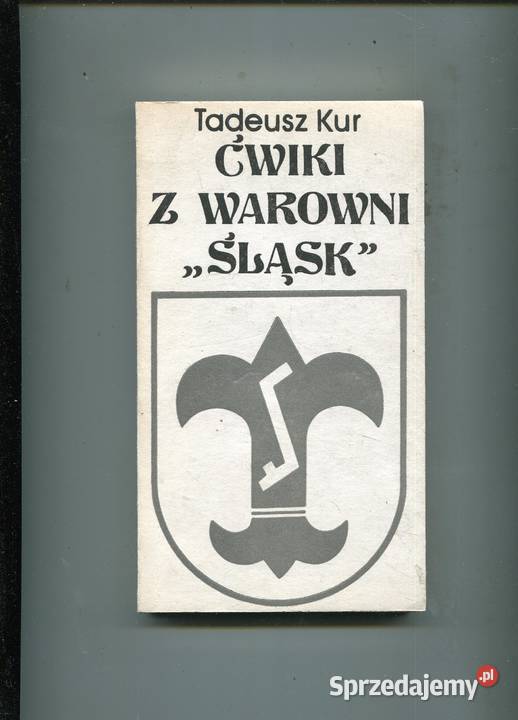 Tadeusz Kur
ĆWIKI
Z WAROWNI
„ŚLĄSK”
Sprzedajemy.pl